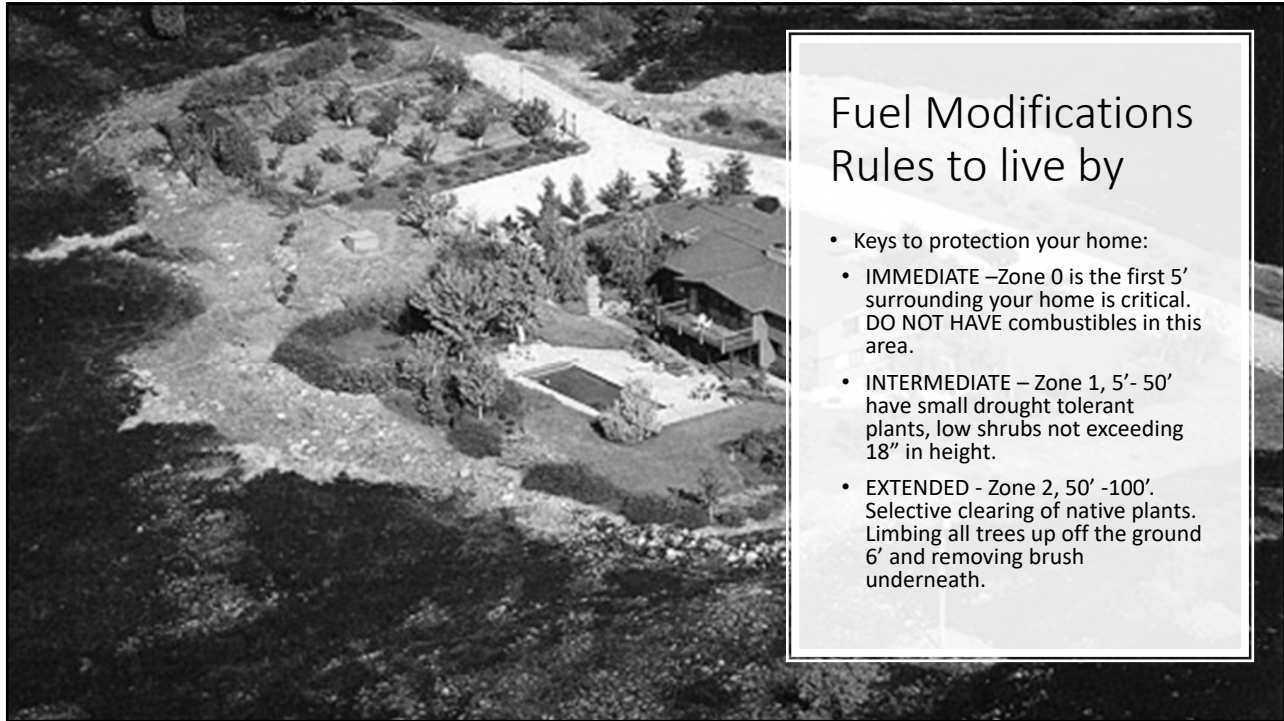 Fuel Modifications
Rules to live by
• Keys to protection your home:
• IMMEDIATE –Zone 0 is the first 5’
surrounding your home is critical.
DO NOT HAVE combustibles in this
area.
• INTERMEDIATE – Zone 1, 5’- 50’
have small drought tolerant
plants, low shrubs not exceeding
18” in height.
• EXTENDED - Zone 2, 50’ -100’.
Selective clearing of native plants.
Limbing all trees up off the ground
6’ and removing brush
underneath.